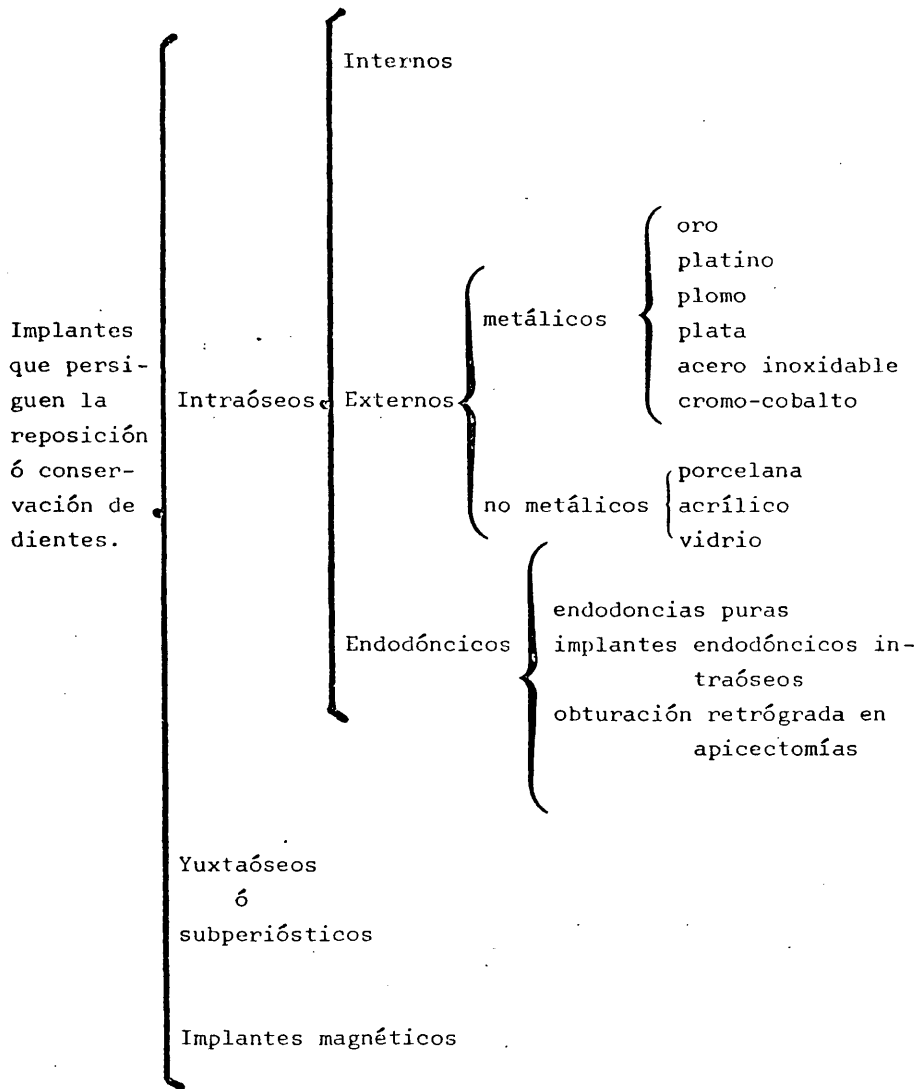 Implantes
que persi-
guen la
reposición
ó conser-
vación de
dientes.
Intraóseos
Internos
Externos
metálicos
oro
platino
plomo
plata
acero inoxidable
cromo-cobalto
no metálicos
porcelana
acrílico
vidrio
Endodóncicos
endodoncias puras
implantes endodóncicos in-
traóseos
obturación retrógrada en
apicectomías
Yuxtaóseos
ó
subperiósticos
Implantes magnéticos